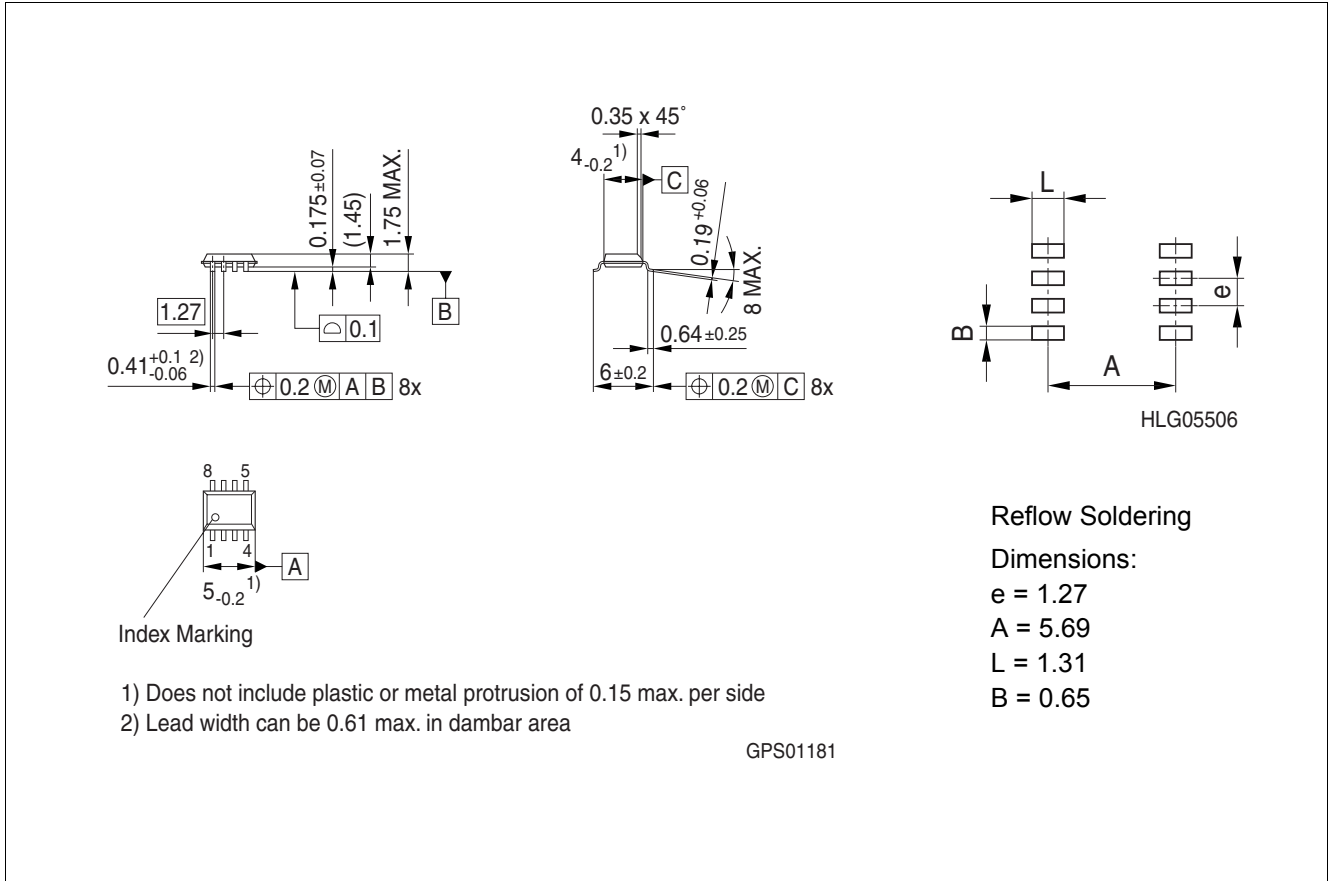 0.175±0.07
(1.45)
1.75 MAX.
B
1.27
0.1
0.41 +0.1 -0.06 2)
0.2 Ⓜ A B 8x
0.35 x 45˚
4-0.2 1)
C
0.19 +0.06
8 MAX.
0.64 ±0.25
6±0.2
0.2 Ⓜ C 8x
L
B
e
A
HLG05506
8 5
1 4
A
5-0.2 1)
Index Marking
Reflow Soldering
Dimensions:
e = 1.27
A = 5.69
L = 1.31
B = 0.65
1) Does not include plastic or metal protrusion of 0.15 max. per side
2) Lead width can be 0.61 max. in dambar area
GPS01181